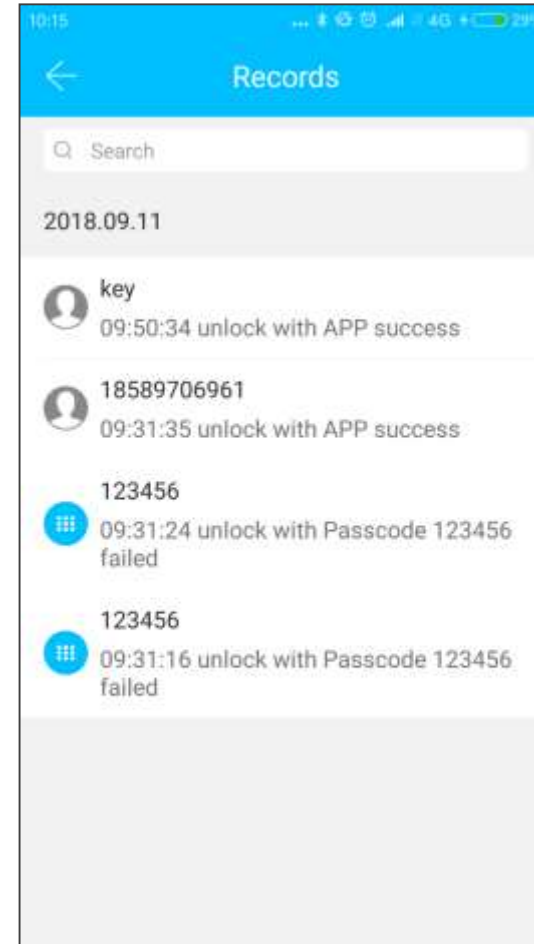 10:15 ... 4G 29%
Records
Search
2018.09.11
key
09:50:34 unlock with APP success
18589706961
09:31:35 unlock with APP success
123456
09:31:24 unlock with Passcode 123456
failed
123456
09:31:16 unlock with Passcode 123456
failed